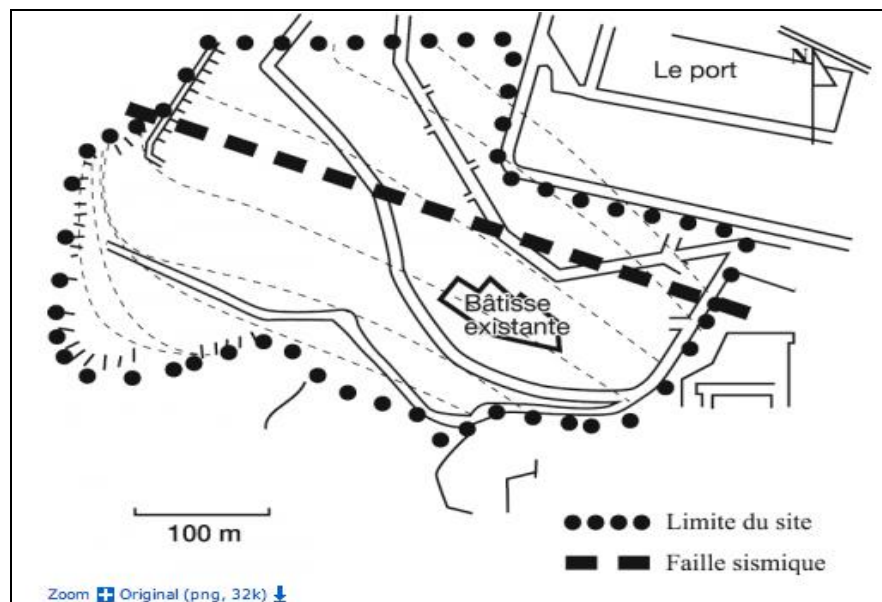 Le port
N
Bâtisse
existante
100 m
Limite du site
Faille sismique
Zoom Original (png, 32k)